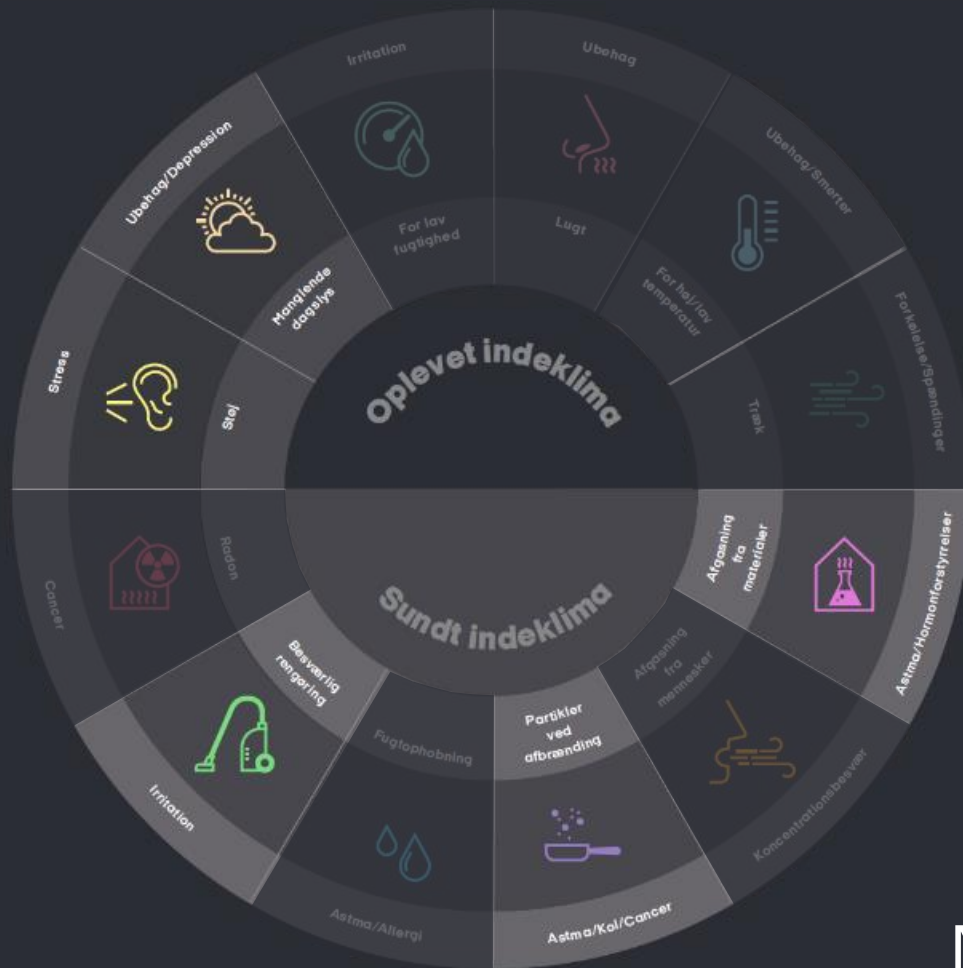 Irritation
Ubehag
Ubehag/Depression
Ubehag/Smerter
For lav
fugtighed
Lugt
Manglende
dagslys
For høj/lav
temperatur
Stress
Støj
Oplevet indeklima
Træk
Forkølelse/Spændinger
Cancer
Radon
Sundt indeklima
Afgasning
fra
materialer
Astma/Hormonforstyrrelser
Besværlig
rengøring
Irritation
Fugtophobning
Astma/Allergi
Partikler
ved
afbrænding
Astma/Kol/Cancer
Afgasning
fra
mennesker
Koncentrationsbesvær